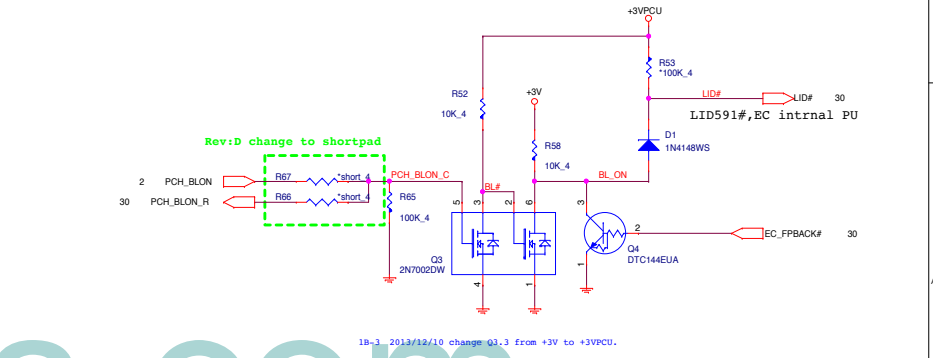 +3VPCU
R53
*100K_4
R52
10K_4
+3V
LID#
LID#
30
LID591#,EC intrnal PU
D1
1N4148WS
Rev:D change to shortpad
R58
10K_4
2
PCH_BLON
R67
*short_4
PCH_BLON_C
BL#
BL_ON
30
PCH_BLON_R
R66
*short_4
R65
100K_4
5
3
2
6
3
2
EC_FPBACK#
30
Q3
2N7002DW
Q4
DTC144EUA
4
1
1
1B-3 2013/12/10 change Q3.3 from +3V to +3VPCU.